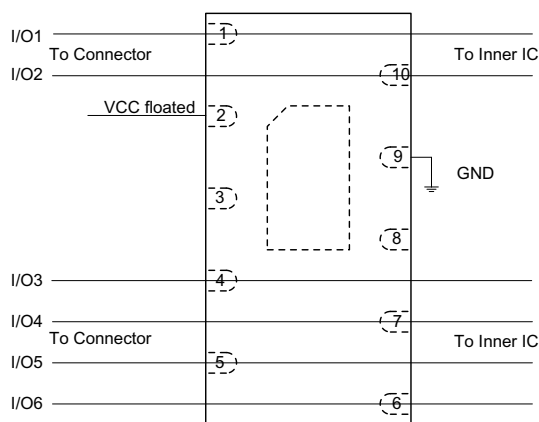 I/O1
1
To Connector
To Inner IC
I/O2
10
VCC floated
2
9
GND
3
8
I/O3
4
I/O4
7
To Connector
To Inner IC
I/O5
5
I/O6
6